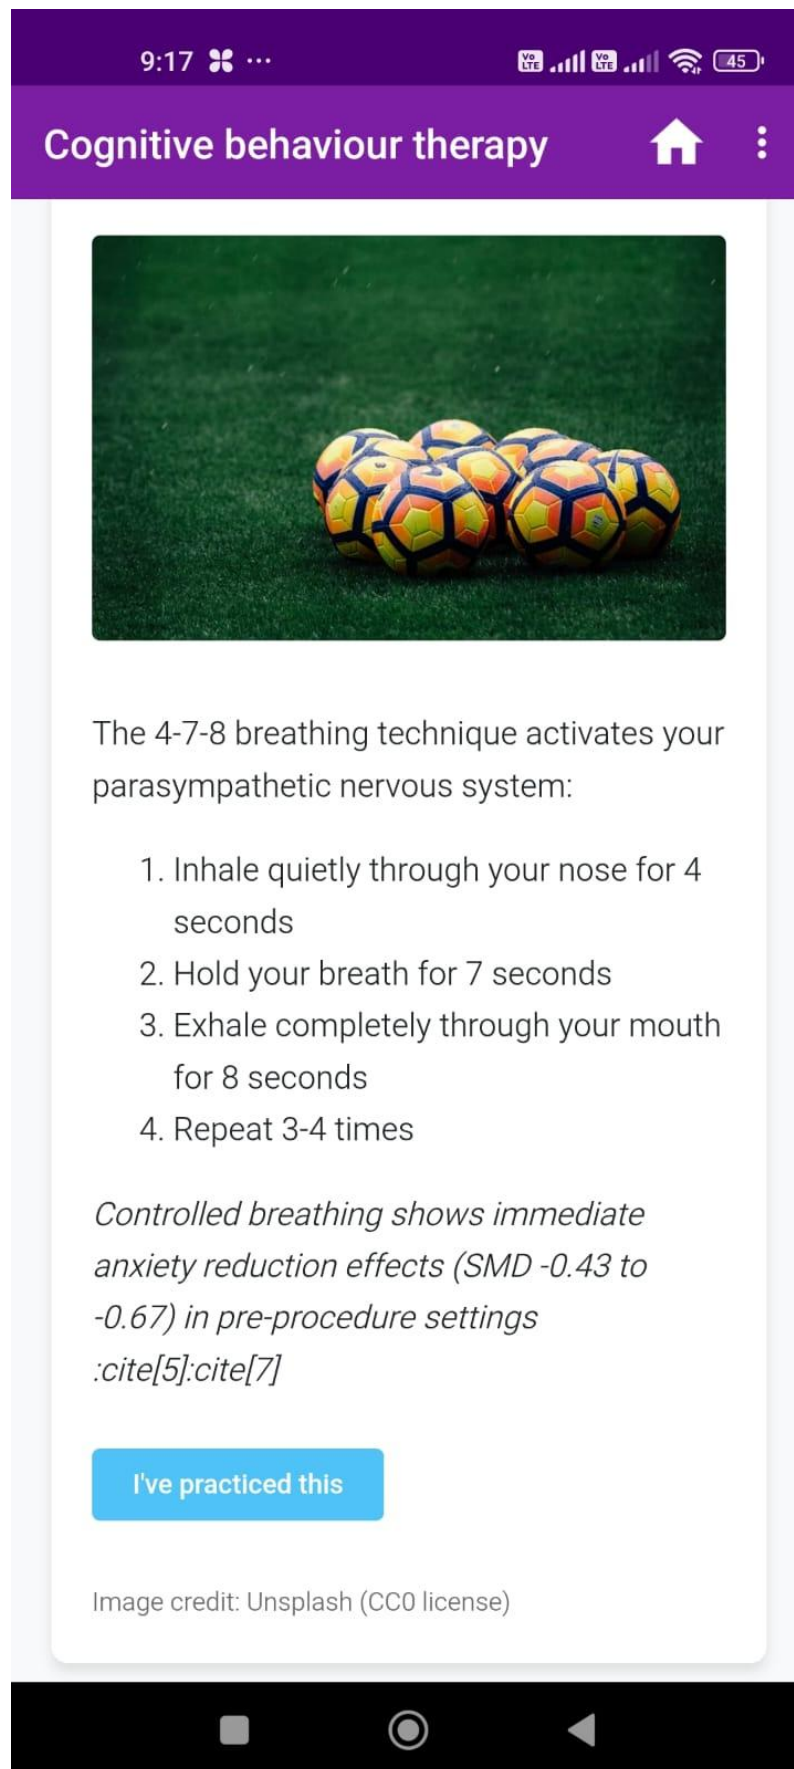 9:17 ...
Vo LTE Vo LTE 45
Cognitive behaviour therapy
The 4-7-8 breathing technique activates your
parasympathetic nervous system:
1. Inhale quietly through your nose for 4
seconds
2. Hold your breath for 7 seconds
3. Exhale completely through your mouth
for 8 seconds
4. Repeat 3-4 times
Controlled breathing shows immediate
anxiety reduction effects (SMD -0.43 to
-0.67) in pre-procedure settings
:cite[5]:cite[7]
I've practiced this
Image credit: Unsplash (CC0 license)